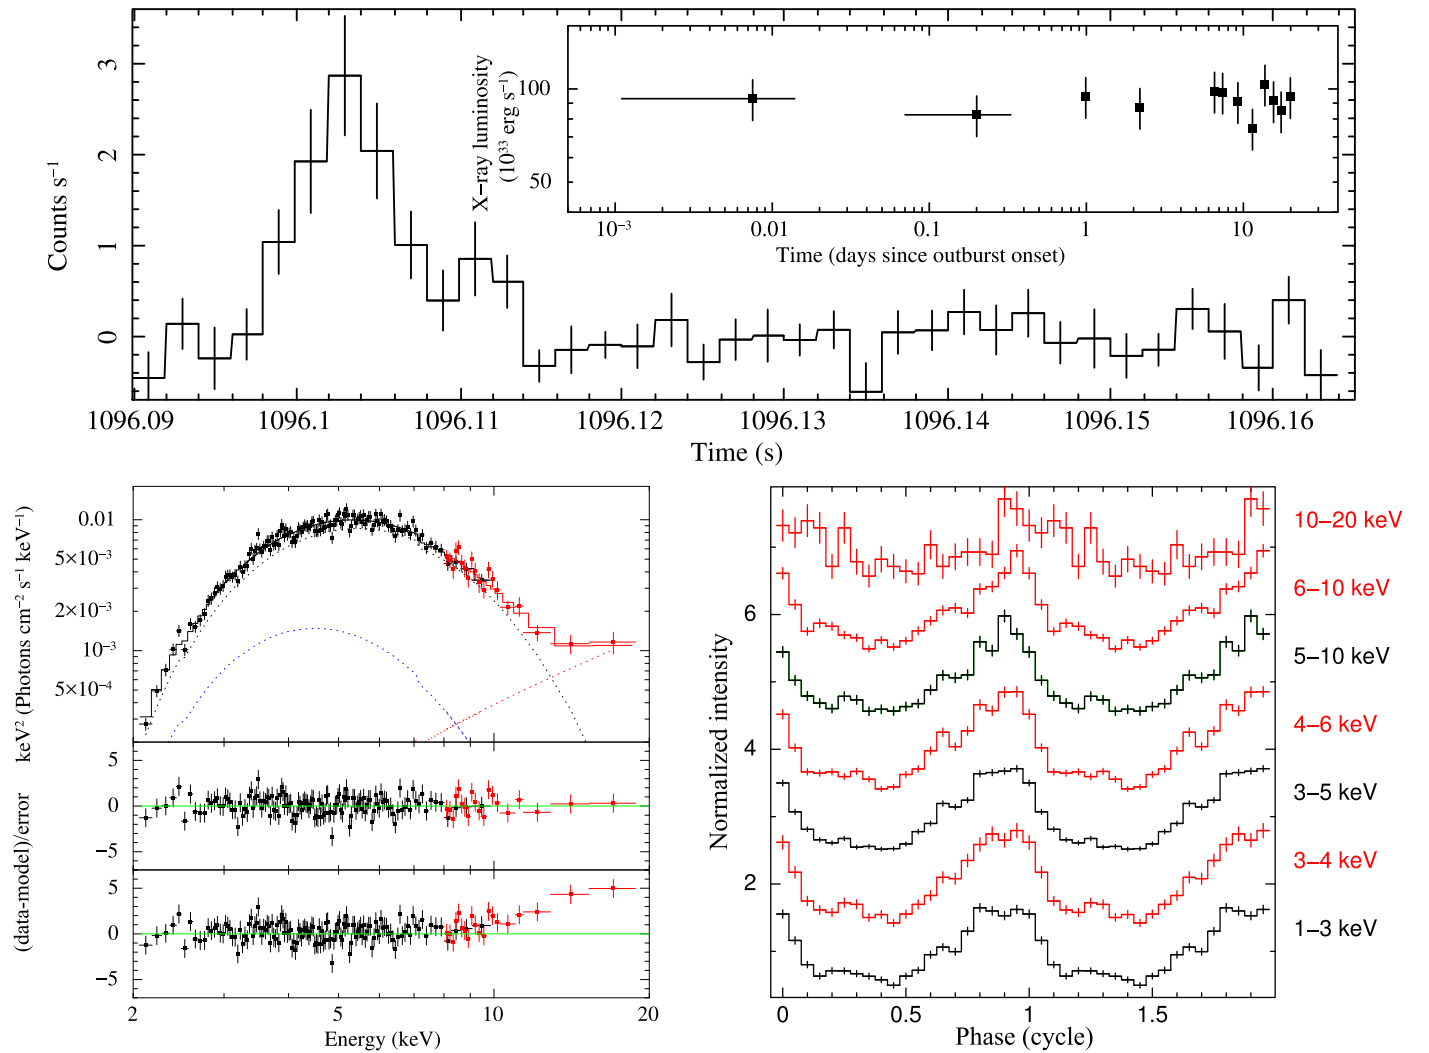 Counts s⁻¹
3
2
1
0
1096.09 1096.1 1096.11 1096.12 1096.13 1096.14 1096.15 1096.16
Time (s)
X−ray luminosity
(10³³ erg s⁻¹)
100
50
10⁻³ 0.01 0.1 1 10
Time (days since outburst onset)
keV² (Photons cm⁻² s⁻¹ keV⁻¹)
0.01
5×10⁻³
2×10⁻³
10⁻³
5×10⁻⁴
(data-model)/error
5
0
−5
5
0
−5
2 5 10 20
Energy (keV)
Normalized intensity
6
4
2
0 0.5 1 1.5
Phase (cycle)
10−20 keV
6−10 keV
5−10 keV
4−6 keV
3−5 keV
3−4 keV
1−3 keV